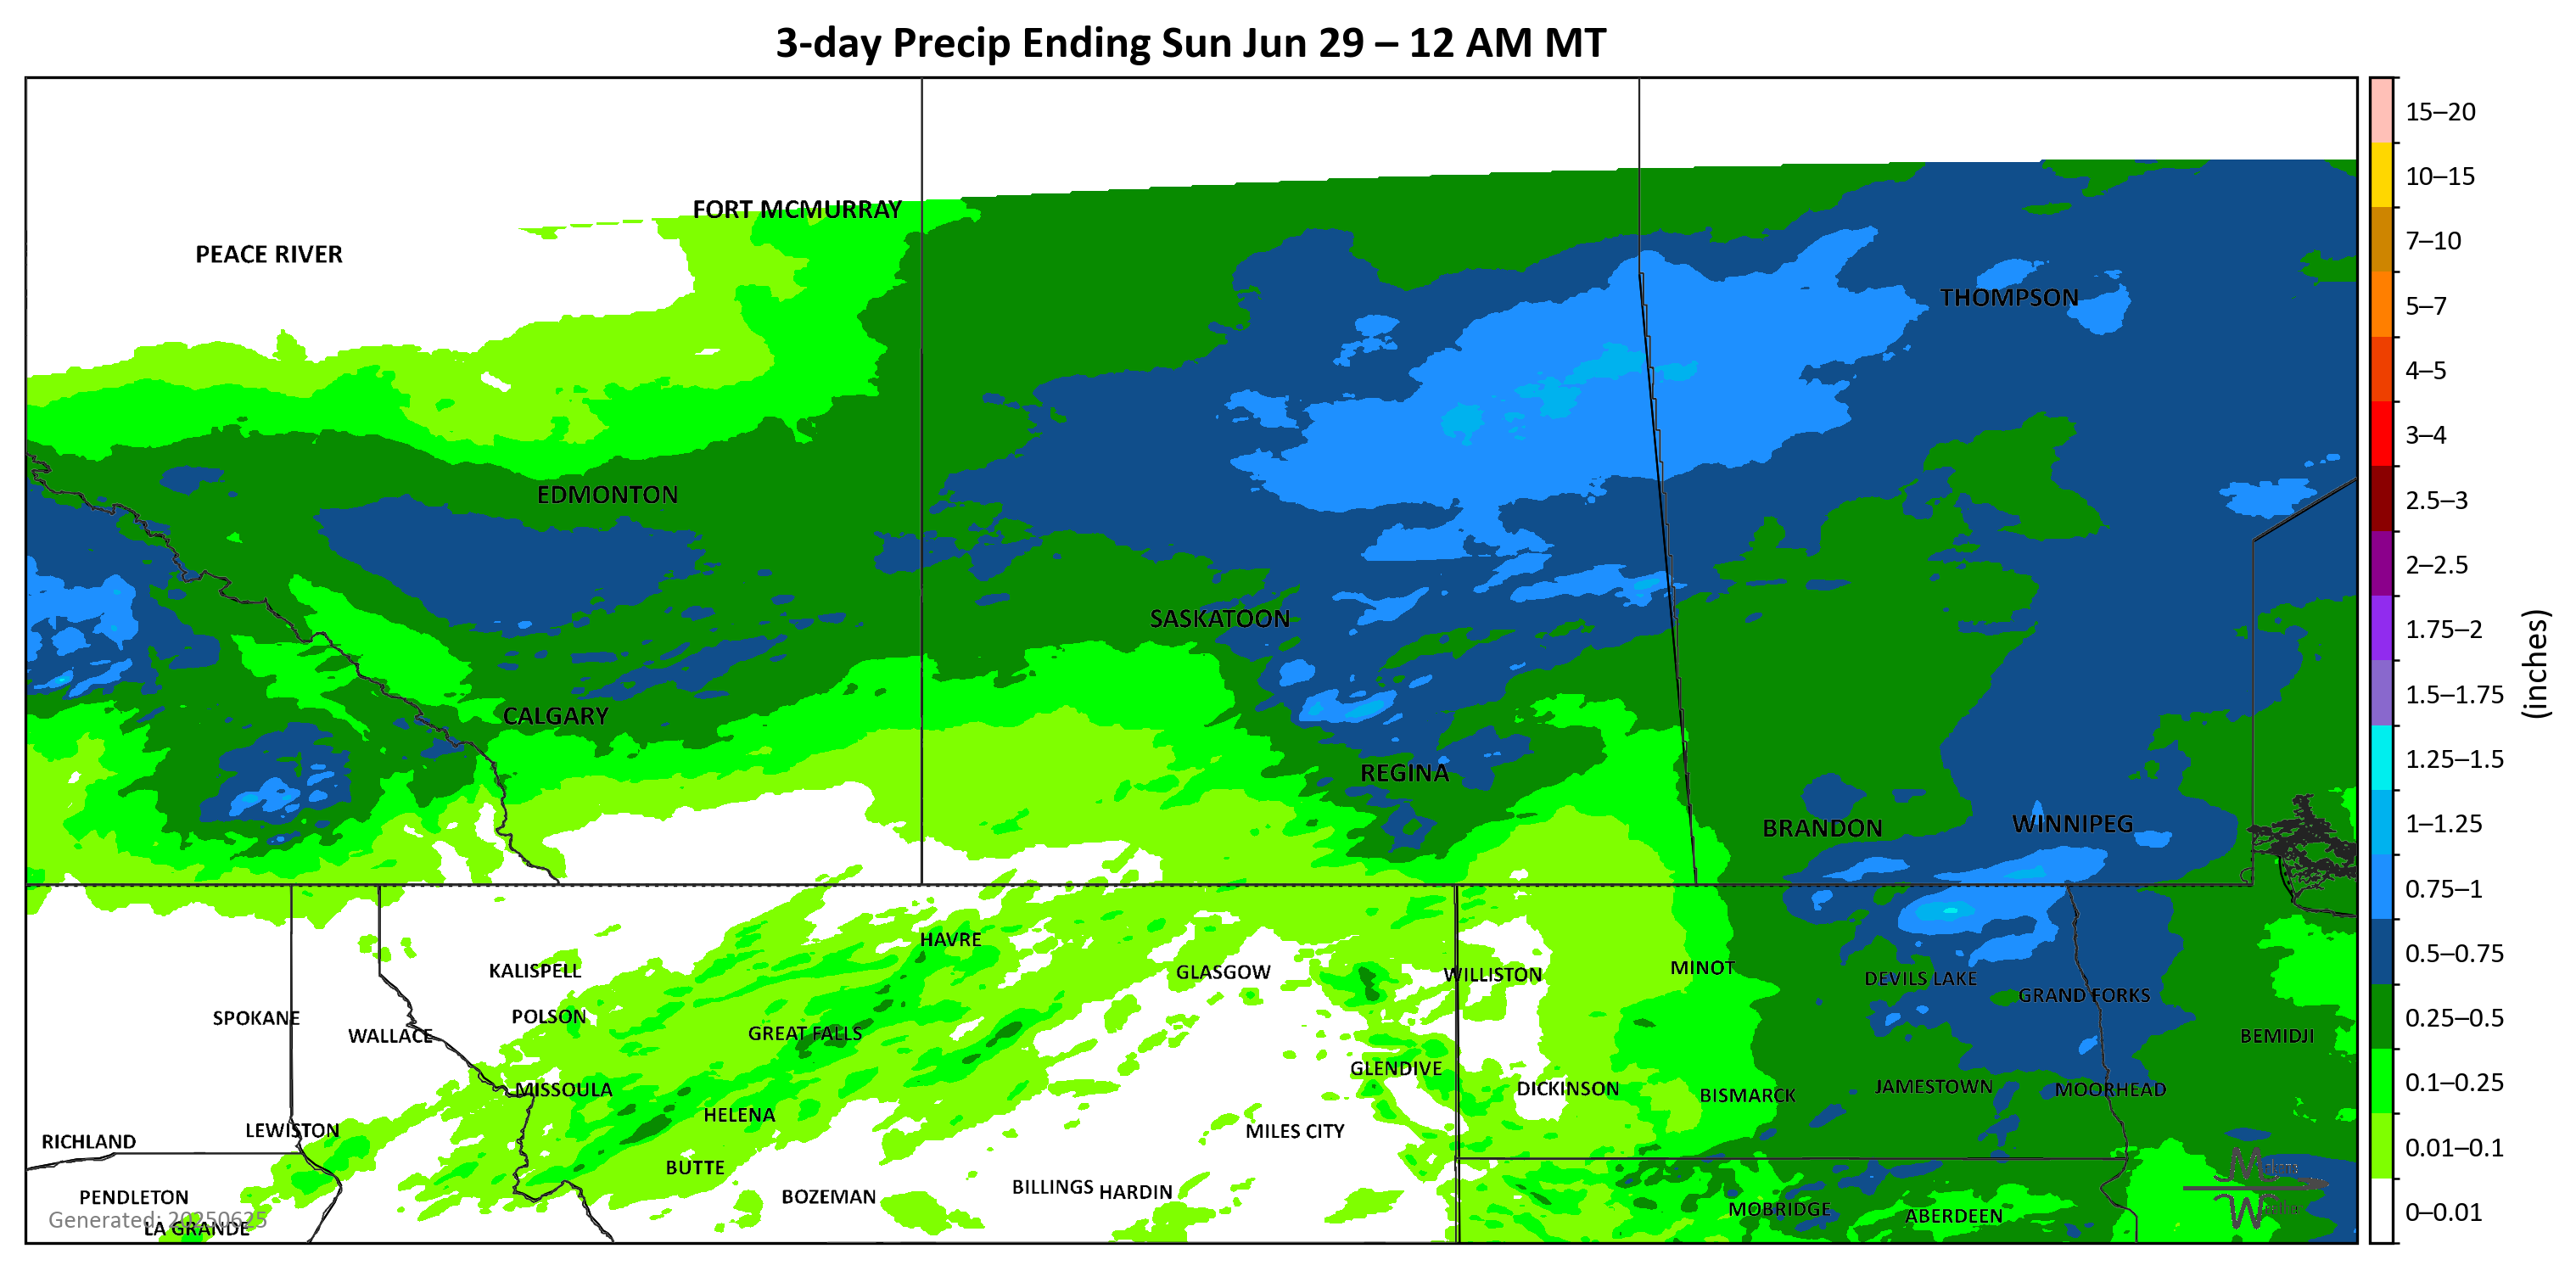 3-day Precip Ending Sun Jun 29 – 12 AM MT
FORT MCMURRAY
PEACE RIVER
THOMPSON
EDMONTON
SASKATOON
CALGARY
REGINA
BRANDON
WINNIPEG
HAVRE
KALISPELL
GLASGOW
WILLISTON
MINOT
DEVILS LAKE
GRAND FORKS
SPOKANE
POLSON
WALLACE
GREAT FALLS
BEMIDJI
GLENDIVE
MISSOULA
DICKINSON
BISMARCK
JAMESTOWN
MOORHEAD
HELENA
RICHLAND
LEWISTON
MILES CITY
BUTTE
PENDLETON
BOZEMAN
BILLINGS
HARDIN
MOBRIDGE
ABERDEEN
Generated: 20250625
LA GRANDE
15–20
10–15
7–10
5–7
4–5
3–4
2.5–3
2–2.5
1.75–2
1.5–1.75
1.25–1.5
1–1.25
0.75–1
0.5–0.75
0.25–0.5
0.1–0.25
0.01–0.1
0–0.01
(inches)